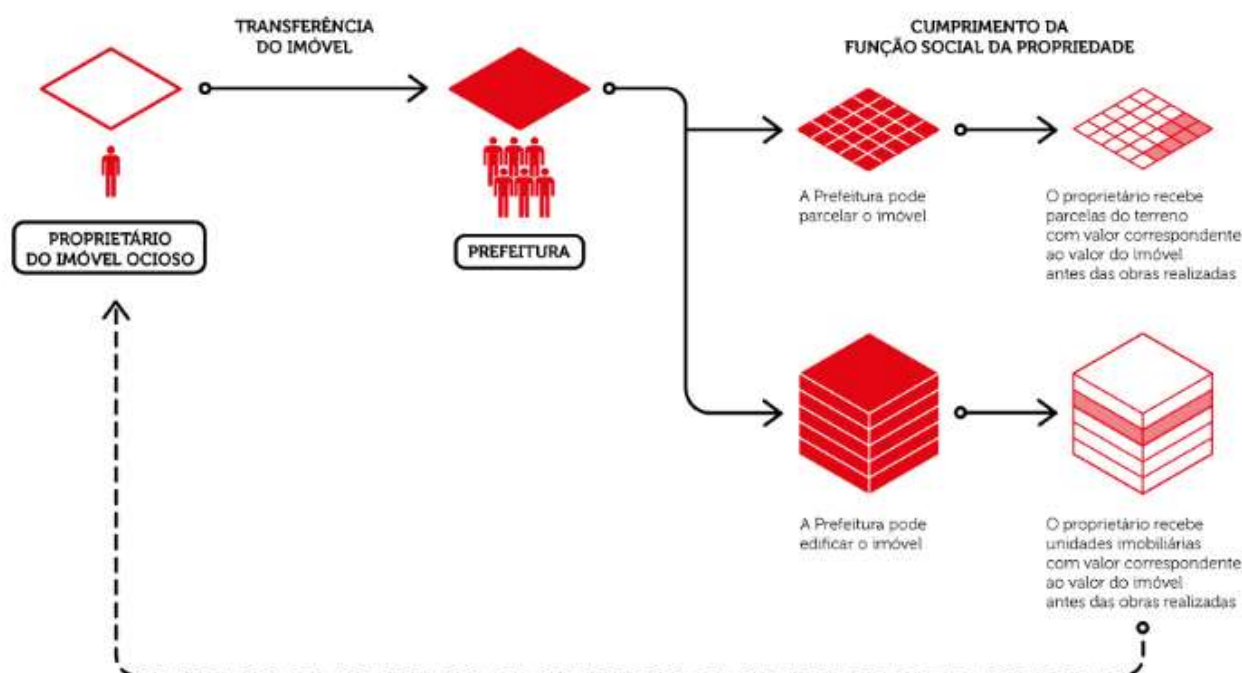 TRANSFERÊNCIA
DO IMÓVEL
CUMPRIMENTO DA
FUNÇÃO SOCIAL DA PROPRIEDADE
PROPRIETÁRIO
DO IMÓVEL OCIOSO
PREFEITURA
A Prefeitura pode
parcelar o imóvel
O proprietário recebe
parcelas do terreno
com valor correspondente
ao valor do imóvel
antes das obras realizadas
A Prefeitura pode
edificar o imóvel
O proprietário recebe
unidades imobiliárias
com valor correspondente
ao valor do imóvel
antes das obras realizadas